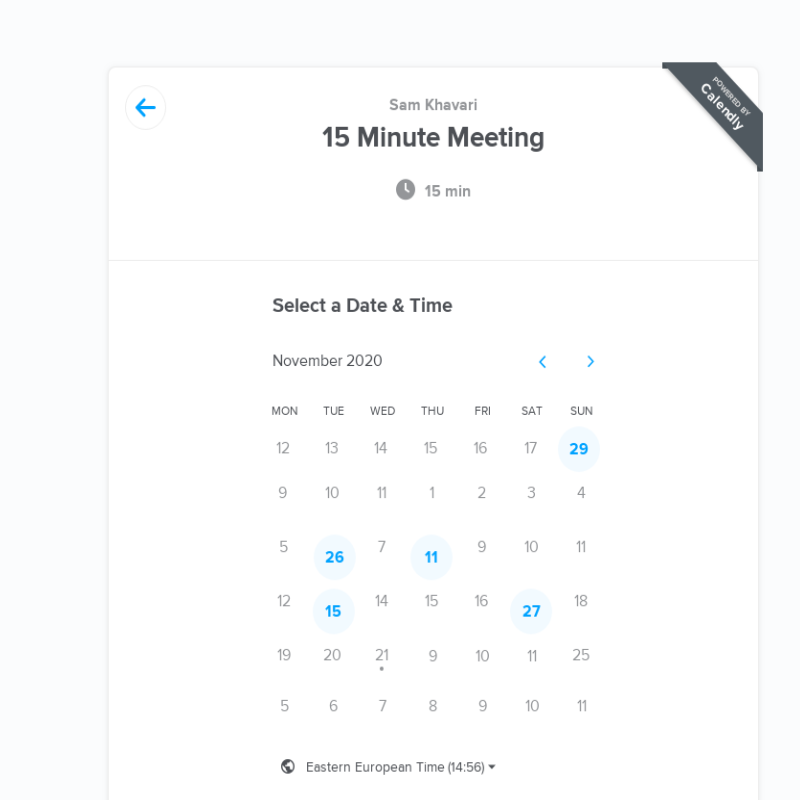 POWERED BY
Calendly
Sam Khavari
15 Minute Meeting
15 min
Select a Date & Time
November 2020
MON TUE WED THU FRI SAT SUN
12 13 14 15 16 17 29
9 10 11 1 2 3 4
5 26 7 11 9 10 11
12 15 14 15 16 27 18
19 20 21 9 10 11 25
5 6 7 8 9 10 11
Eastern European Time (14:56)